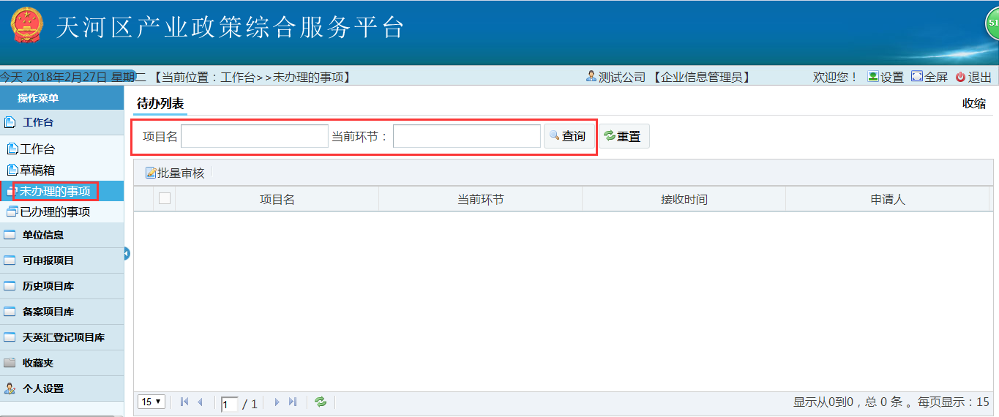 天河区产业政策综合服务平台
51
今天 2018年2月27日 星期二 【当前位置：工作台>>未办理的事项】 测试公司 【企业信息管理员】 欢迎您！ 设置 全屏 退出
操作菜单
工作台
工作台
草稿箱
未办理的事项
已办理的事项
单位信息
可申报项目
历史项目库
备案项目库
天英汇登记项目库
收藏夹
个人设置
待办列表 收缩
项目名 当前环节： 查询 重置
批量审核
项目名 当前环节 接收时间 申请人
15 1 / 1 显示从0到0，总 0 条 。每页显示：15